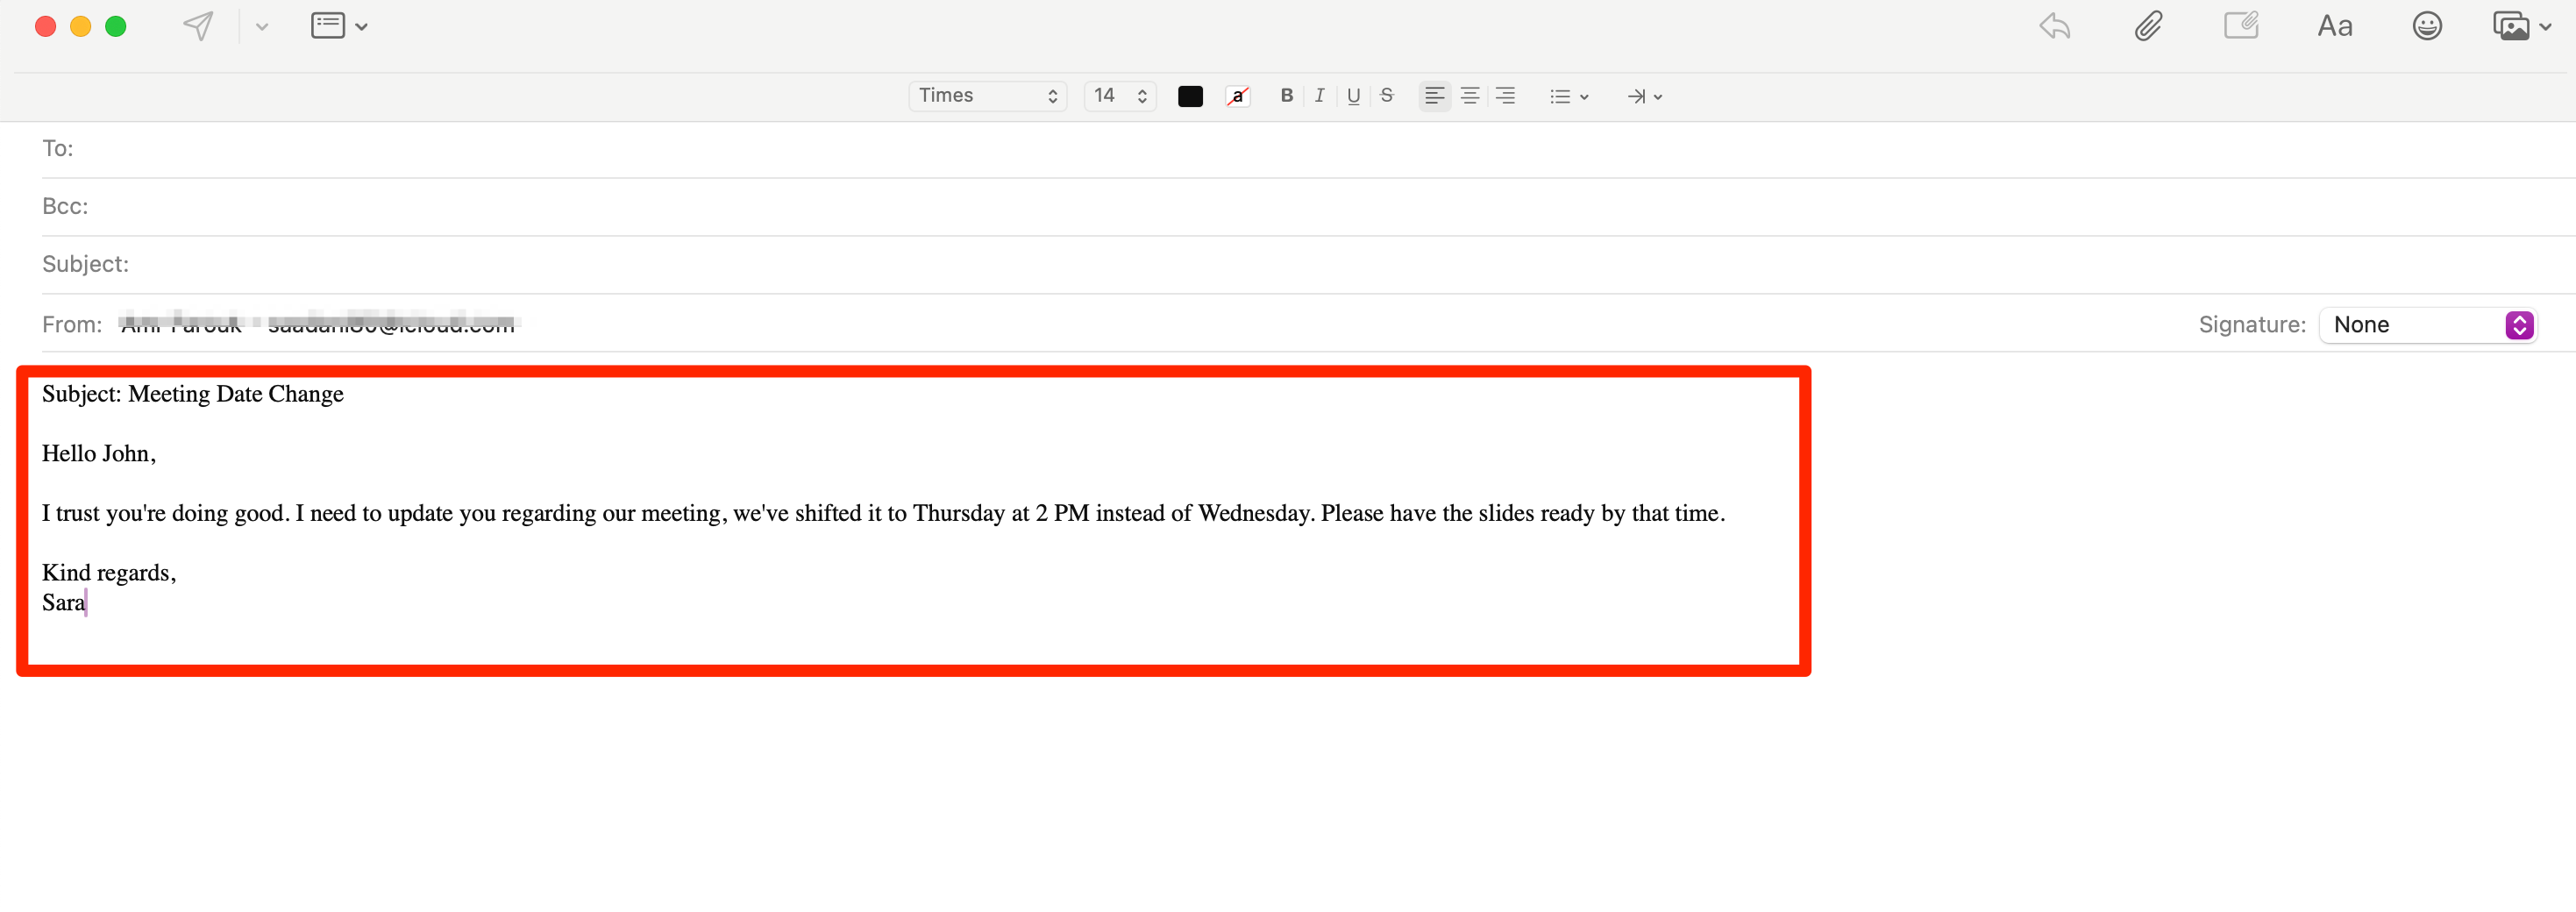 Times 14 a B I U S
Aa
To:
Bcc:
Subject:
From:
Signature: None
Subject: Meeting Date Change
Hello John,
I trust you're doing good. I need to update you regarding our meeting, we've shifted it to Thursday at 2 PM instead of Wednesday. Please have the slides ready by that time.
Kind regards,
Sara